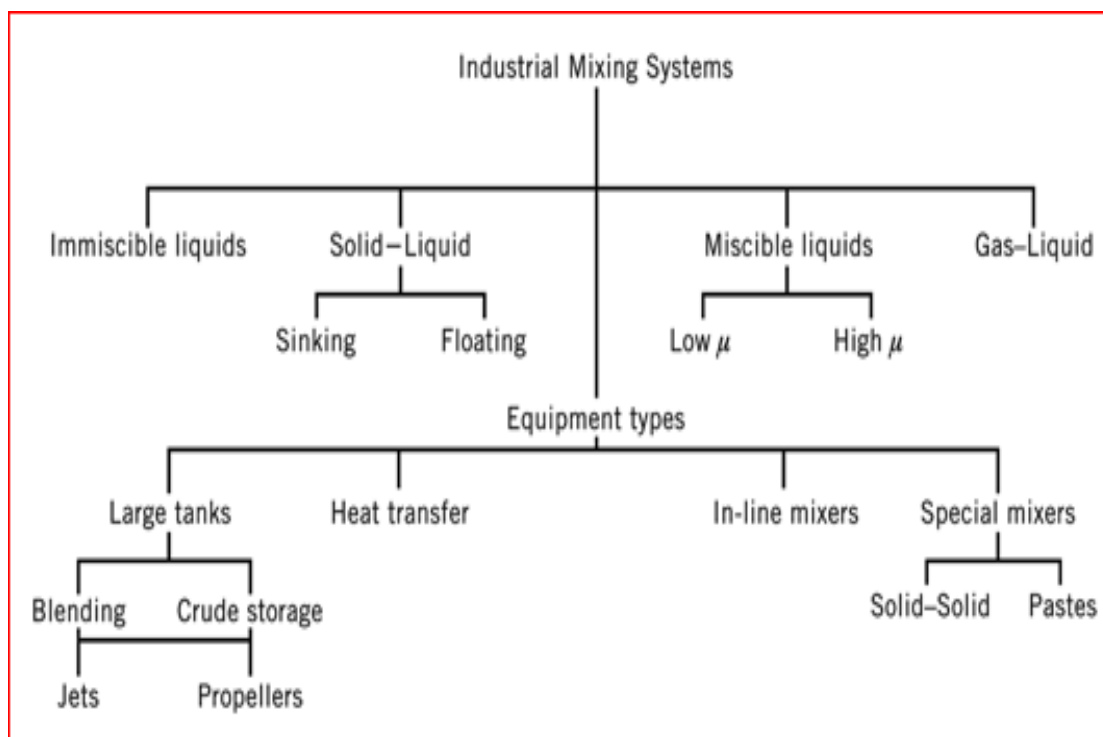 Industrial Mixing Systems
Immiscible liquids Solid–Liquid Miscible liquids Gas–Liquid
Sinking Floating Low μ High μ
Equipment types
Large tanks Heat transfer In-line mixers Special mixers
Blending Crude storage Solid–Solid Pastes
Jets Propellers